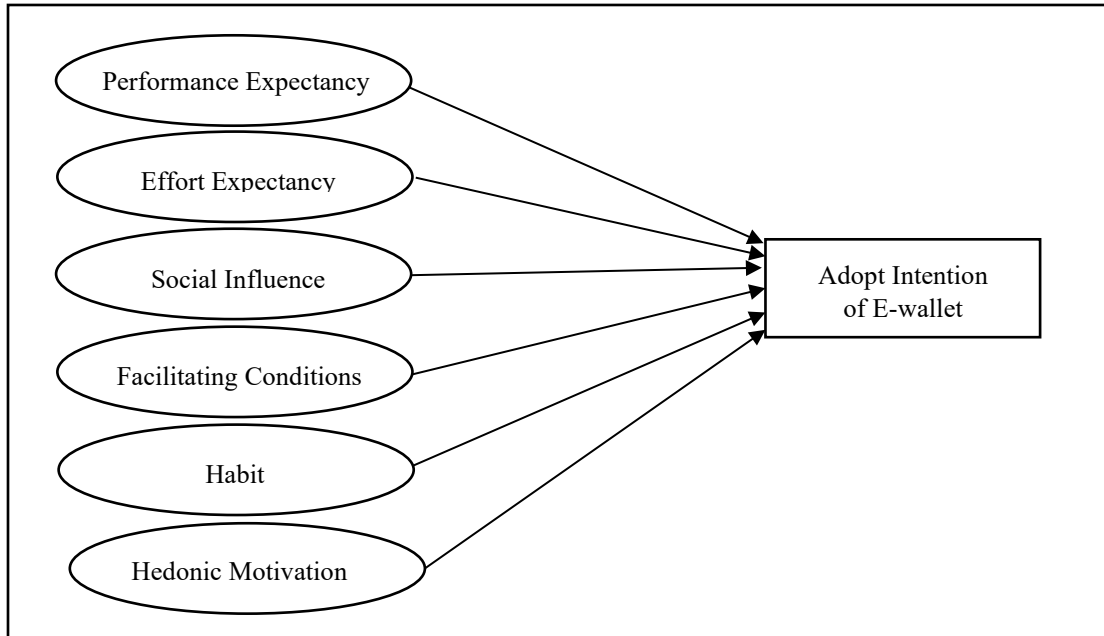 Performance Expectancy
Effort Expectancy
Social Influence
Facilitating Conditions
Habit
Hedonic Motivation
Adopt Intention
of E-wallet